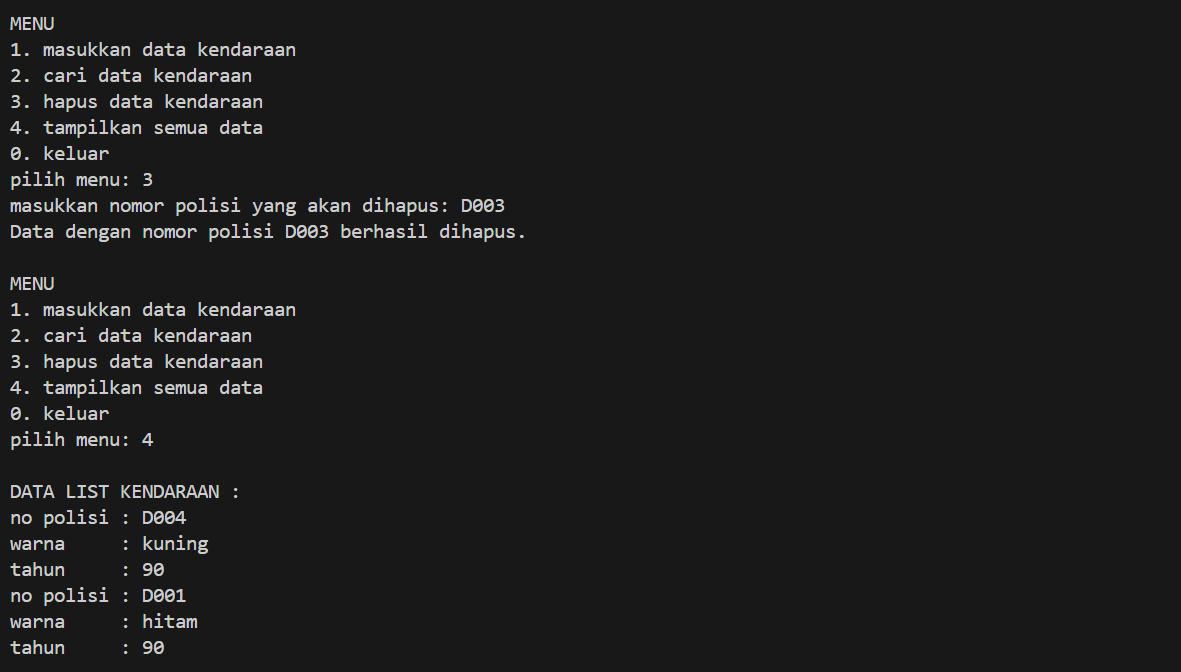 MENU
1. masukkan data kendaraan
2. cari data kendaraan
3. hapus data kendaraan
4. tampilkan semua data
0. keluar
pilih menu: 3
masukkan nomor polisi yang akan dihapus: D003
Data dengan nomor polisi D003 berhasil dihapus.

MENU
1. masukkan data kendaraan
2. cari data kendaraan
3. hapus data kendaraan
4. tampilkan semua data
0. keluar
pilih menu: 4

DATA LIST KENDARAAN :
no polisi : D004
warna     : kuning
tahun     : 90
no polisi : D001
warna     : hitam
tahun     : 90